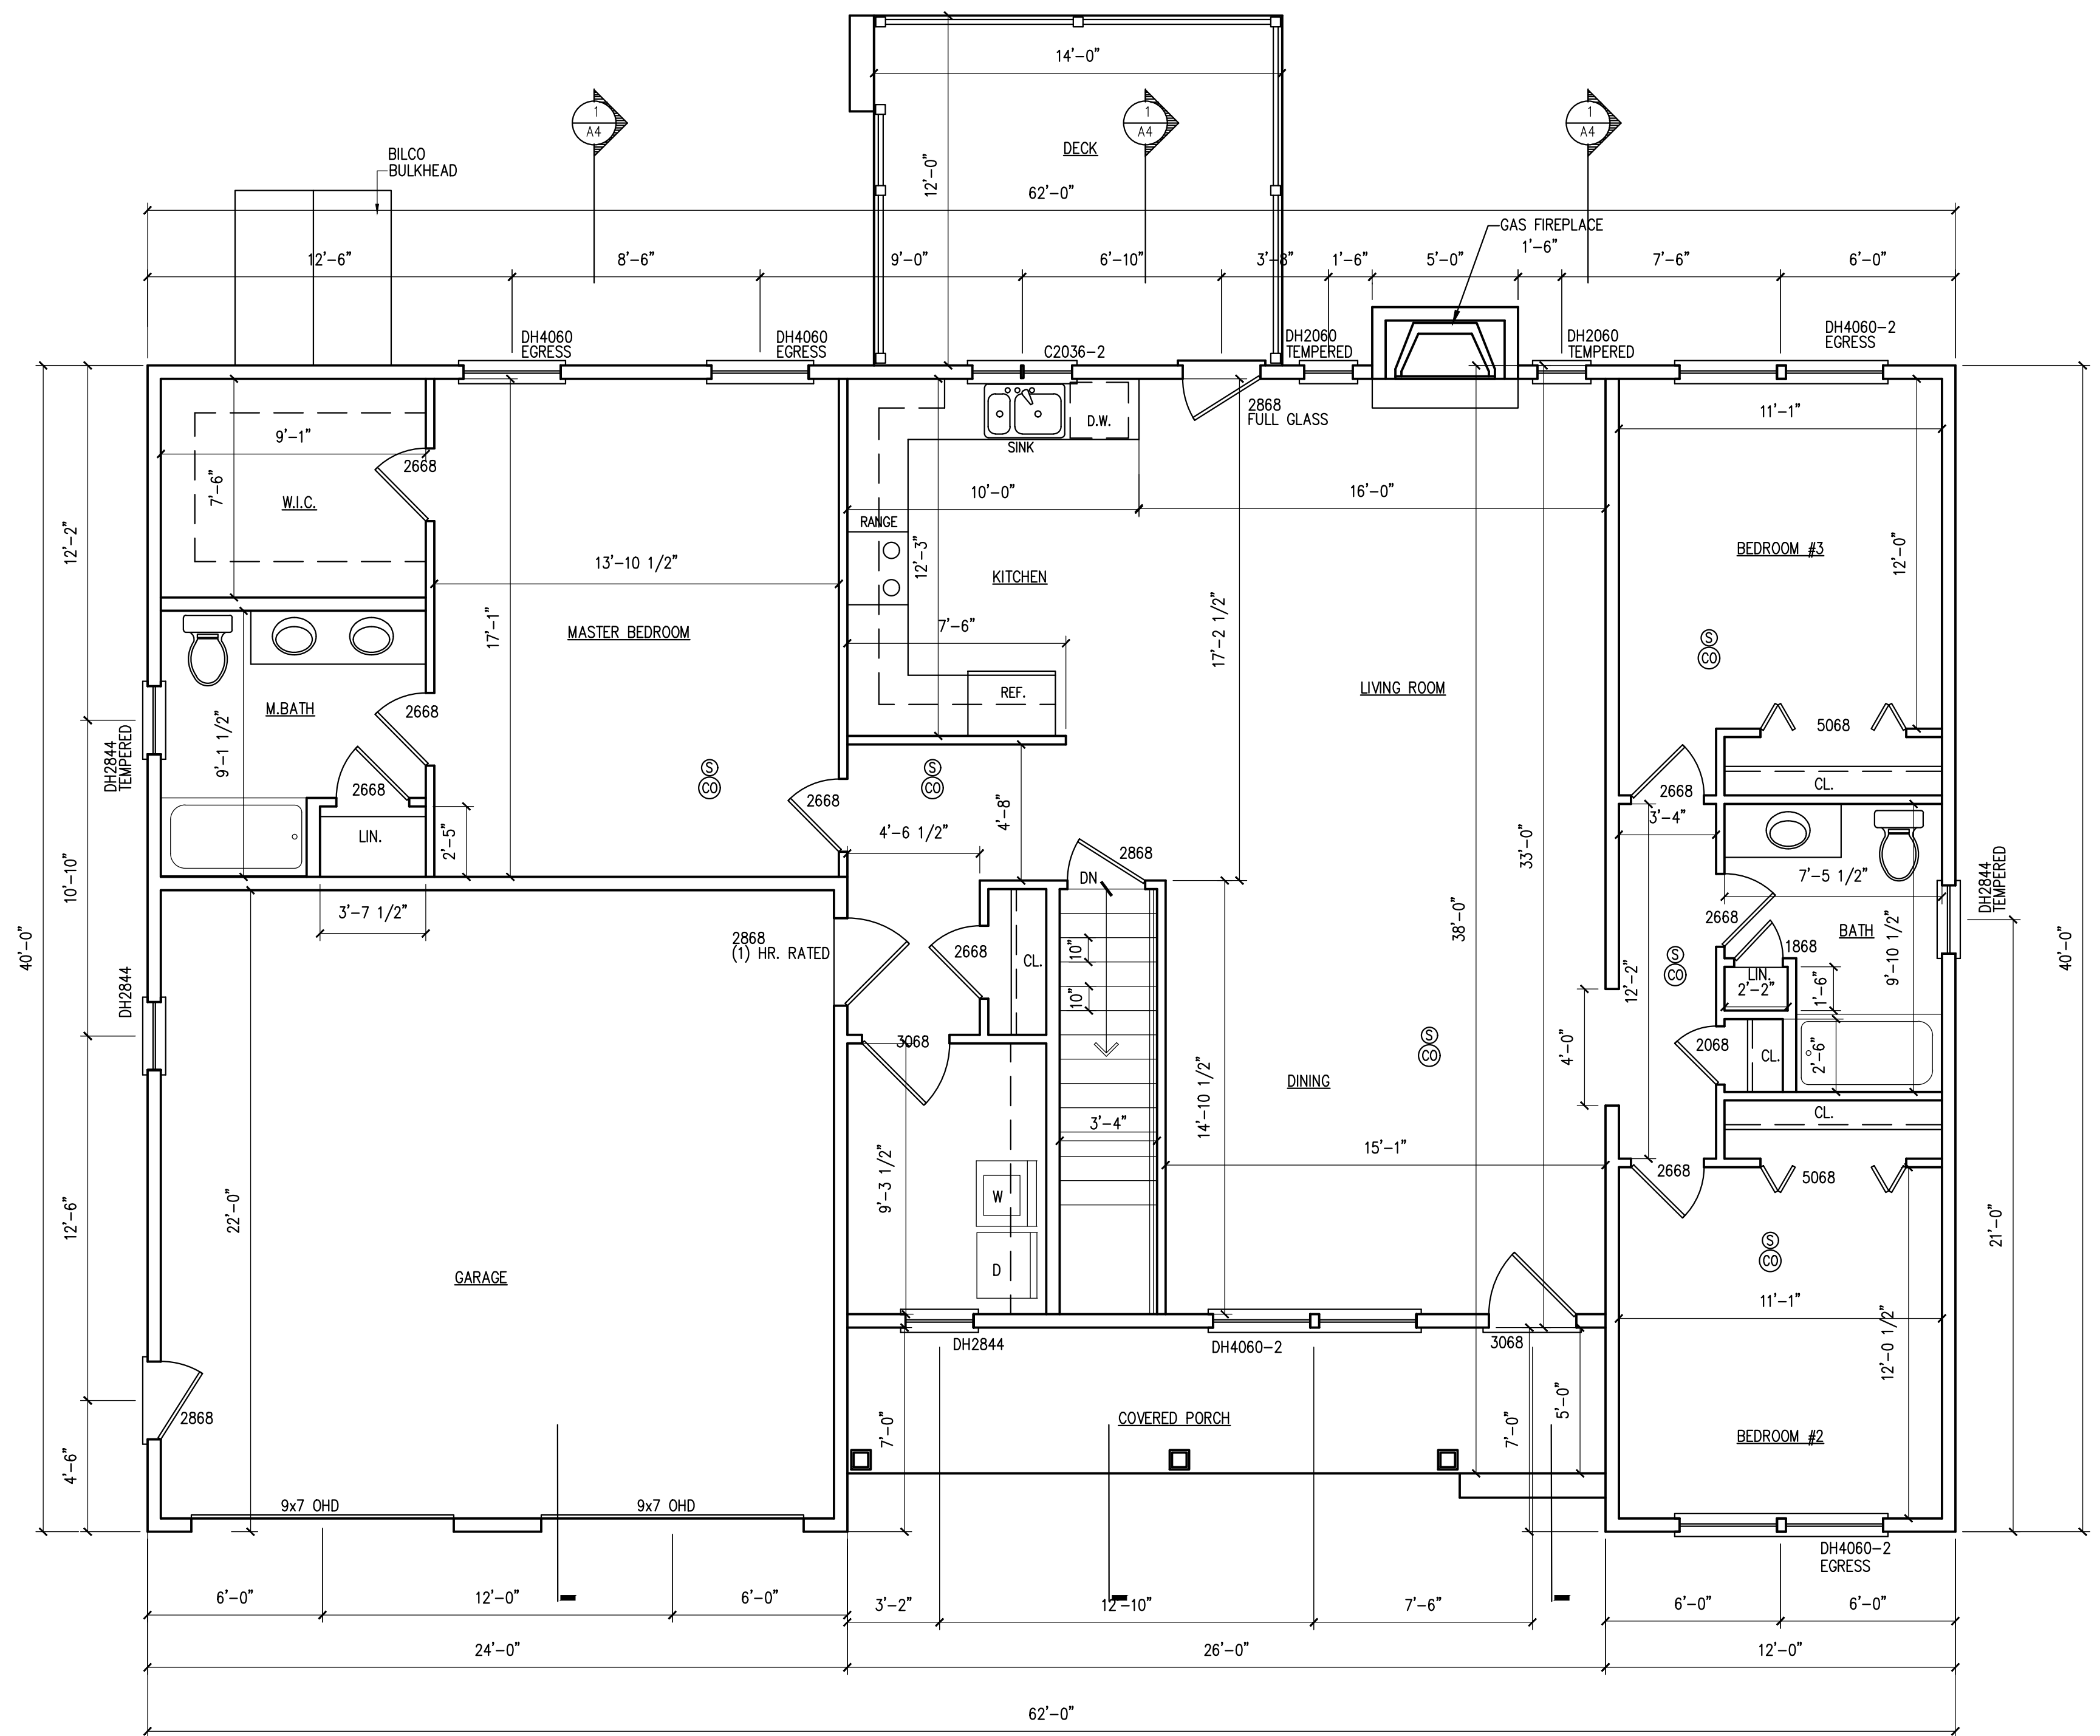 14'-0"
1
A4
1
A4
1
A4
DECK
BILCO
BULKHEAD
12'-0"
62'-0"
GAS FIREPLACE
12'-6"
8'-6"
9'-0"
6'-10"
3'-8"
1'-6"
5'-0"
1'-6"
7'-6"
6'-0"
DH4060
EGRESS
DH4060
EGRESS
C2036-2
DH2060
TEMPERED
DH2060
TEMPERED
DH4060-2
EGRESS
2868
FULL GLASS
D.W.
SINK
9'-1"
11'-1"
2668
7'-6"
W.I.C.
10'-0"
16'-0"
RANGE
12'-2"
13'-10 1/2"
12'-3"
KITCHEN
BEDROOM #3
12'-0"
17'-1"
MASTER BEDROOM
7'-6"
17'-2 1/2"
S
CO
REF.
LIVING ROOM
M.BATH
2668
9'-1 1/2"
DH2844
TEMPERED
5068
S
CO
S
CO
2668
2668
CL.
2668
LIN.
2'-5"
4'-6 1/2"
4'-8"
3'-4"
33'-0"
10'-10"
2868
DN
7'-5 1/2"
DH2844
TEMPERED
3'-7 1/2"
38'-0"
2668
BATH
40'-0"
2868
(1) HR. RATED
2668
CL.
10"
10"
1868
9'-10 1/2"
40'-0"
S
CO
12'-2"
LIN.
2'-2"
1'-6"
DH2844
3068
S
CO
4'-0"
2068
CL.
2'-6"
DINING
14'-10 1/2"
3'-4"
CL.
15'-1"
2668
5068
9'-3 1/2"
W
12'-6"
22'-0"
21'-0"
S
CO
GARAGE
D
11'-1"
DH2844
DH4060-2
3068
12'-0 1/2"
2868
7'-0"
COVERED PORCH
7'-0"
5'-0"
BEDROOM #2
4'-6"
9x7 OHD
9x7 OHD
DH4060-2
EGRESS
6'-0"
12'-0"
6'-0"
3'-2"
12'-10"
7'-6"
6'-0"
6'-0"
24'-0"
26'-0"
12'-0"
62'-0"